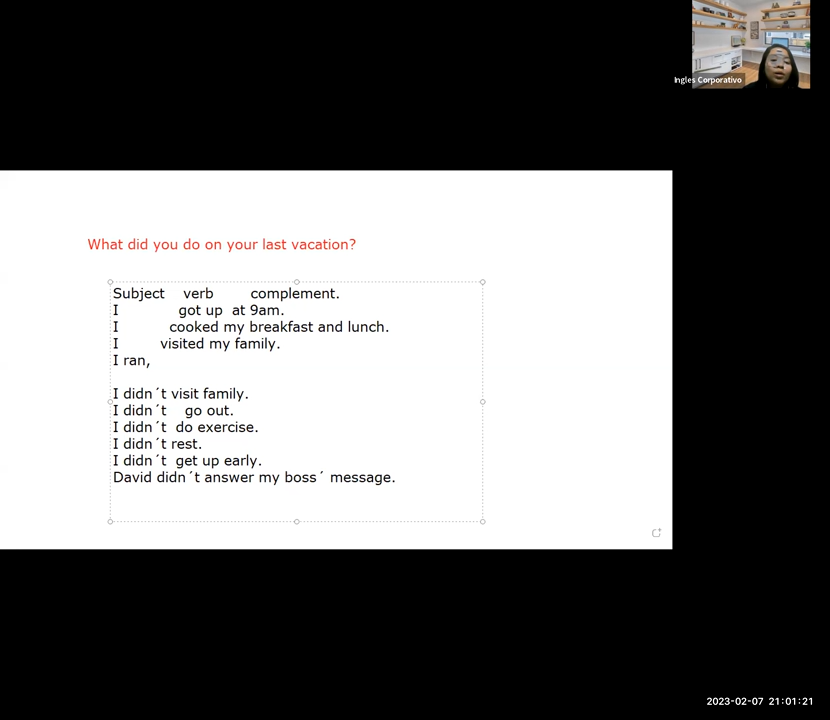 Ingles Corporativo
What did you do on your last vacation?
Subject verb complement.
I got up at 9am.
I cooked my breakfast and lunch.
I visited my family.
I ran,
I didn´t visit family.
I didn´t go out.
I didn´t do exercise.
I didn´t rest.
I didn´t get up early.
David didn´t answer my boss´ message.
2023-02-07 21:01:21